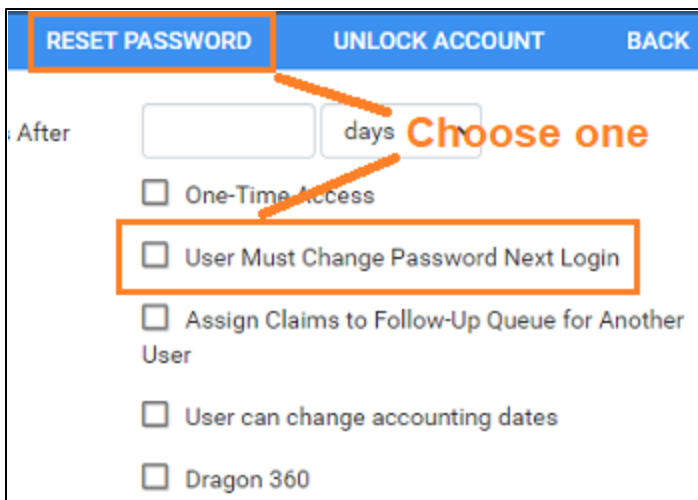 RESET PASSWORD UNLOCK ACCOUNT BACK
After days Choose one
One-Time Access
User Must Change Password Next Login
Assign Claims to Follow-Up Queue for Another
User
User can change accounting dates
Dragon 360